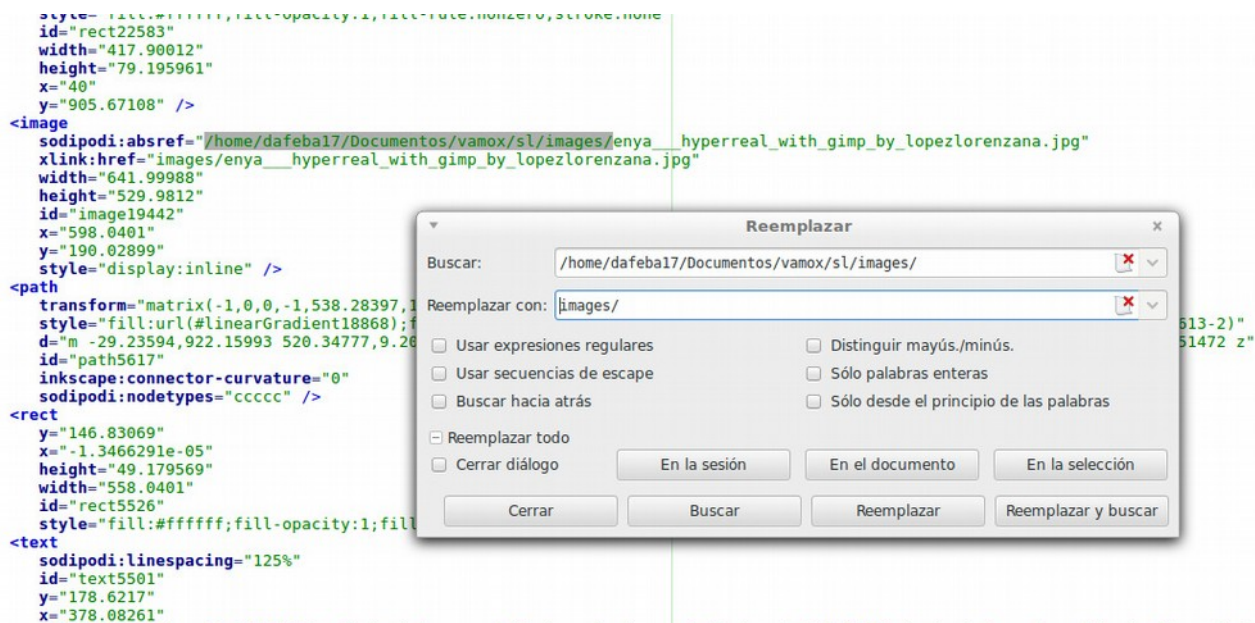 style="fill:#ffffff;fill-opacity:1;fill-rule:nonzero;stroke:none"
id="rect22583"
width="417.90012"
height="79.195961"
x="40"
y="905.67108" />
<image
sodipodi:absref="/home/dafeba17/Documentos/vamox/sl/images/enya___hyperreal_with_gimp_by_lopezlorenzana.jpg"
xlink:href="images/enya___hyperreal_with_gimp_by_lopezlorenzana.jpg"
width="641.99988"
height="529.9812"
id="image19442"
x="598.0401"
y="190.02899"
style="display:inline" />
<path
transform="matrix(-1,0,0,-1,538.28397,1
style="fill:url(#linearGradient18868);f
613-2)"
d="m -29.23594,922.15993 520.34777,9.20
51472 z"
id="path5617"
inkscape:connector-curvature="0"
sodipodi:nodetypes="ccccc" />
<rect
y="146.83069"
x="-1.3466291e-05"
height="49.179569"
width="558.0401"
id="rect5526"
style="fill:#ffffff;fill-opacity:1;fill
<text
sodipodi:linespacing="125%"
id="text5501"
y="178.6217"
x="378.08261"
Reemplazar
Buscar: /home/dafeba17/Documentos/vamox/sl/images/
Reemplazar con: images/
Usar expresiones regulares
Distinguir mayús./minús.
Usar secuencias de escape
Sólo palabras enteras
Buscar hacia atrás
Sólo desde el principio de las palabras
Reemplazar todo
Cerrar diálogo
En la sesión
En el documento
En la selección
Cerrar
Buscar
Reemplazar
Reemplazar y buscar